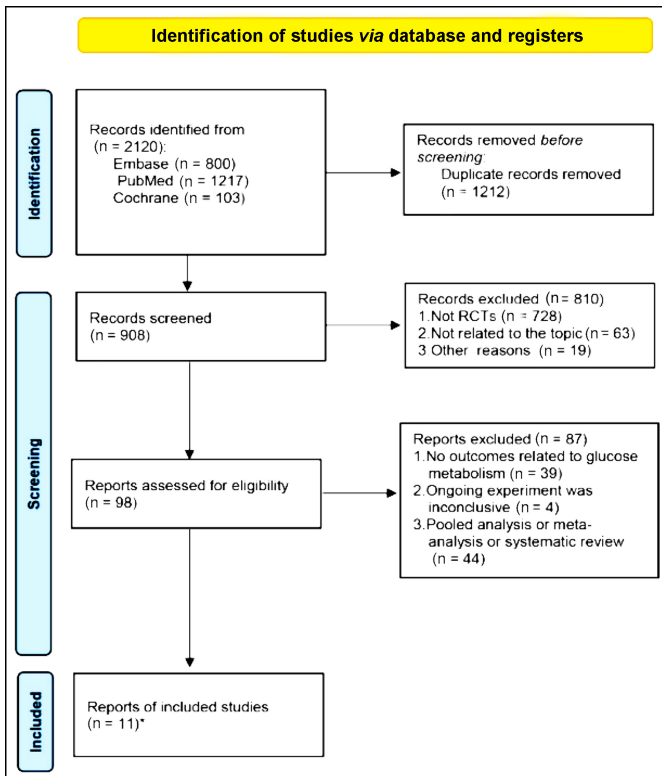 Identification of studies via database and registers
Identification
Records identified from
(n = 2120):
Embase (n = 800)
PubMed (n = 1217)
Cochrane (n = 103)
Records removed before
screening:
Duplicate records removed
(n = 1212)
Screening
Records screened
(n = 908)
Records excluded (n = 810)
1.Not RCTs (n = 728)
2.Not related to the topic (n = 63)
3.Other reasons (n = 19)
Reports assessed for eligibility
(n = 98)
Reports excluded (n = 87)
1.No outcomes related to glucose
metabolism (n = 39)
2.Ongoing experiment was
inconclusive (n = 4)
3.Pooled analysis or meta-
analysis or systematic review
(n = 44)
Included
Reports of included studies
(n = 11)*